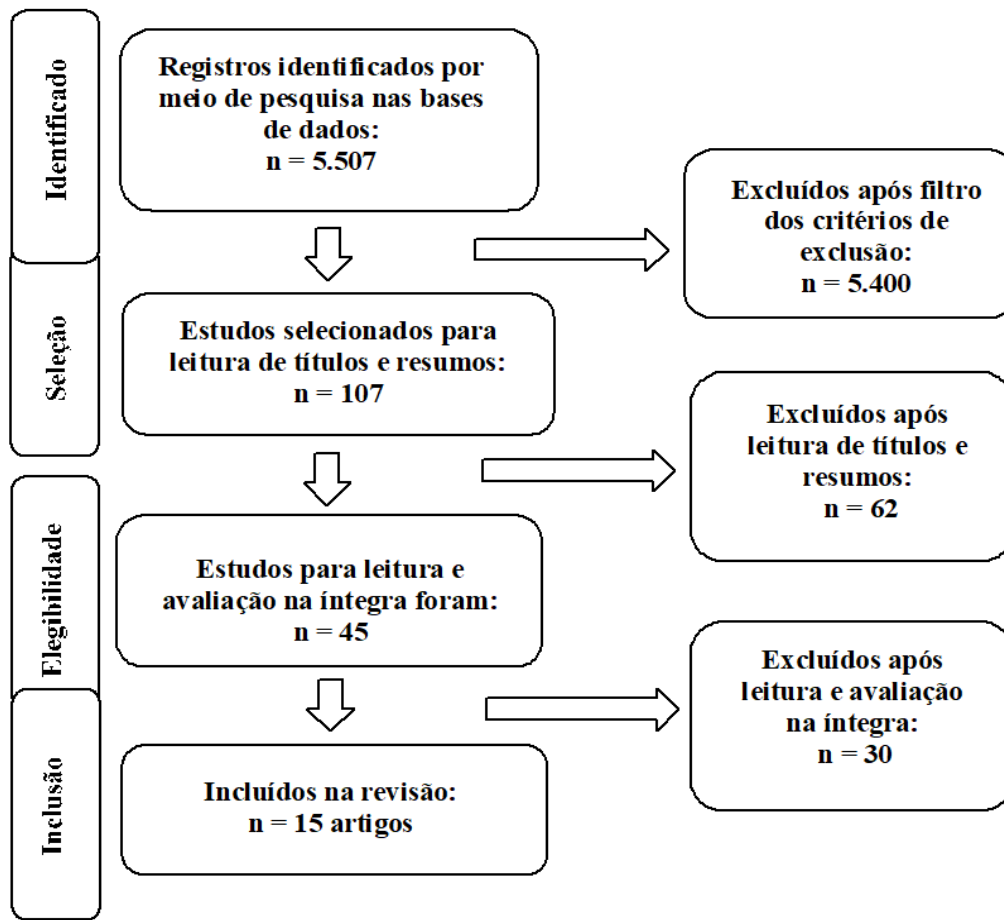 Identificado
Registros identificados por
meio de pesquisa nas bases
de dados:
n = 5.507
Excluídos após filtro
dos critérios de
exclusão:
n = 5.400
Seleção
Estudos selecionados para
leitura de títulos e resumos:
n = 107
Excluídos após
leitura de títulos e
resumos:
n = 62
Elegibilidade
Estudos para leitura e
avaliação na íntegra foram:
n = 45
Excluídos após
leitura e avaliação
na íntegra:
n = 30
Inclusão
Incluídos na revisão:
n = 15 artigos